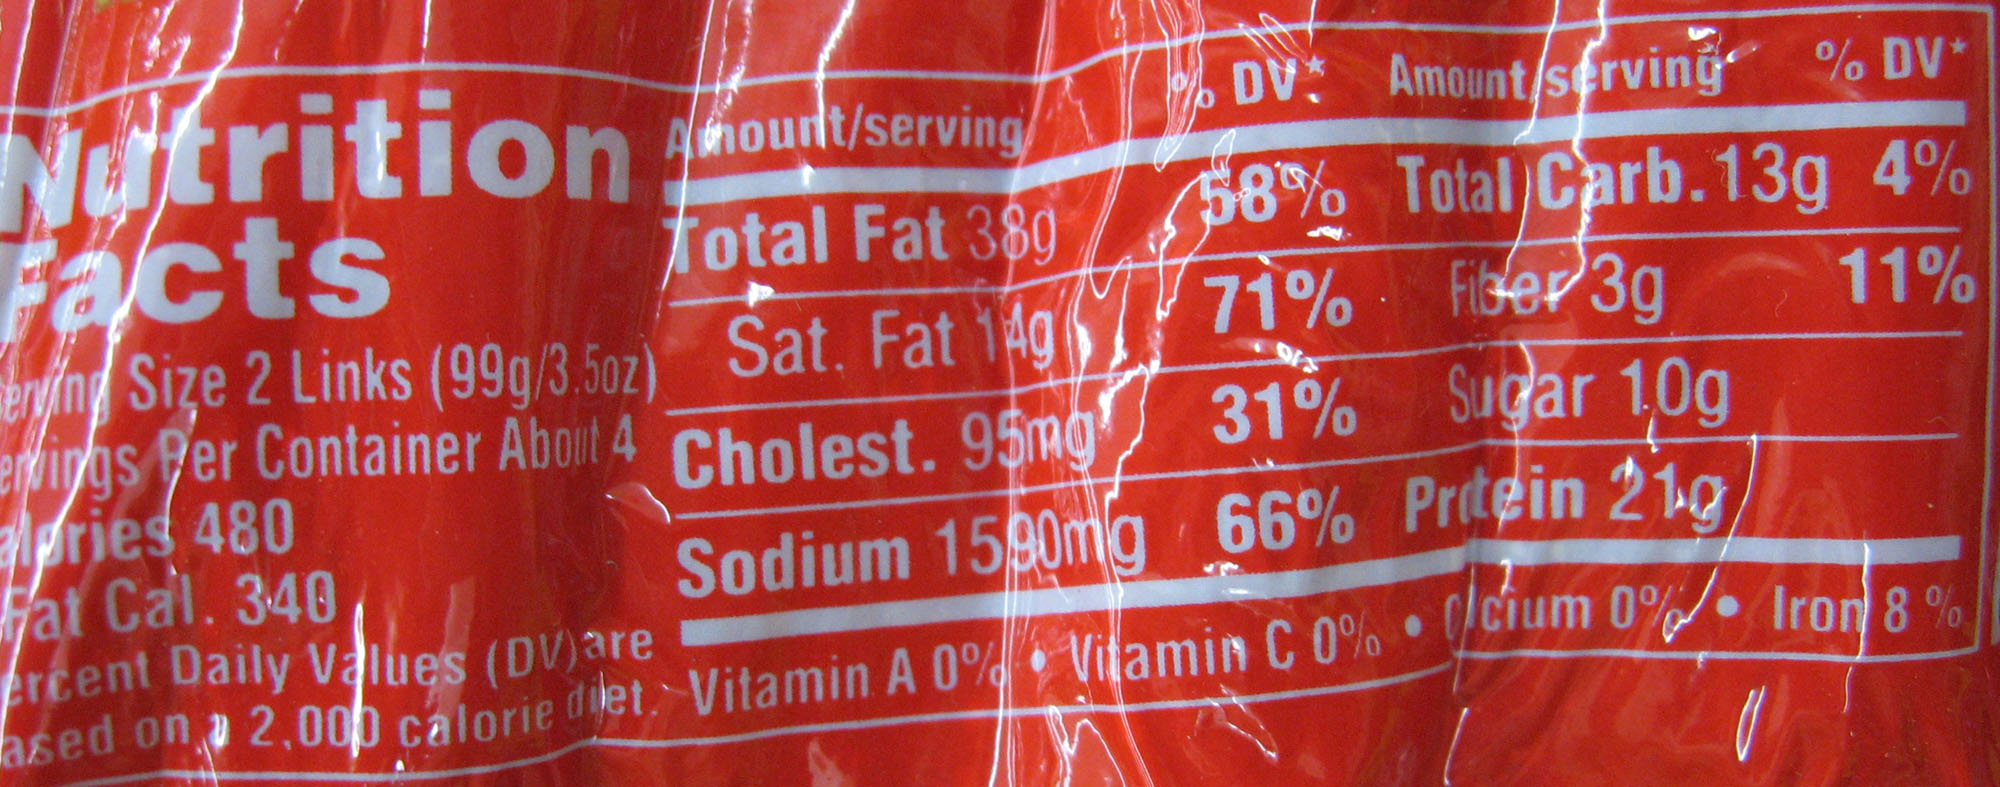 Nutrition
Facts
Serving Size 2 Links (99g/3.5oz)
Servings Per Container About 4
Calories 480
Fat Cal. 340
Percent Daily Values (DV) are
based on a 2,000 calorie diet.
Amount/serving % DV*
Total Fat 38g 58%
Sat. Fat 14g 71%
Cholest. 95mg 31%
Sodium 1590mg 66%
Amount/serving % DV*
Total Carb. 13g 4%
Fiber 3g 11%
Sugar 10g
Protein 21g
Vitamin A 0% • Vitamin C 0% • Calcium 0% • Iron 8 %